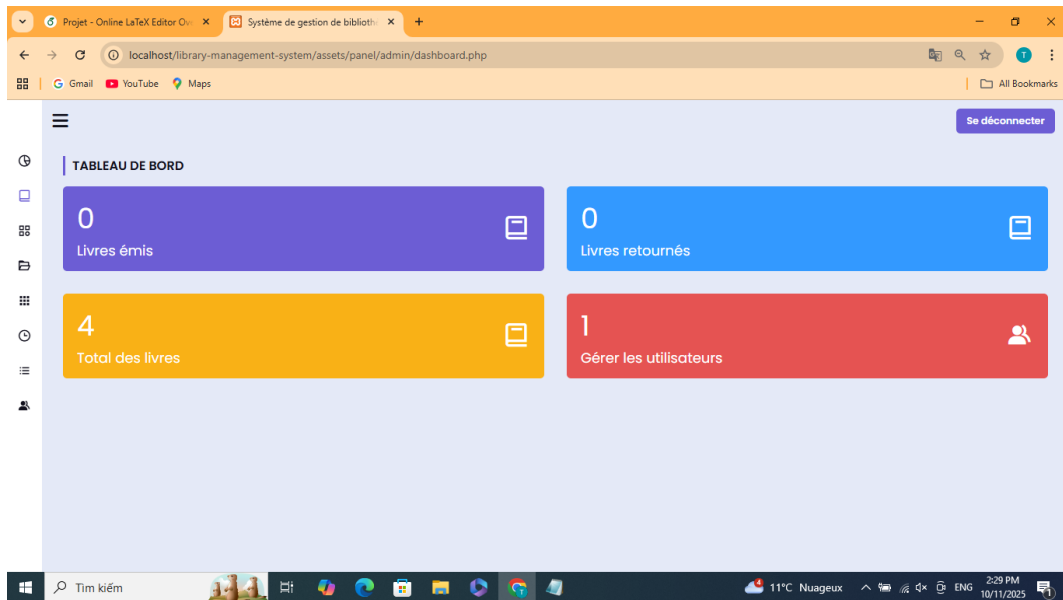 Projet - Online LaTeX Editor Ov
Système de gestion de biblioth
localhost/library-management-system/assets/panel/admin/dashboard.php
T
Gmail
YouTube
Maps
All Bookmarks
Se déconnecter
TABLEAU DE BORD
0
Livres émis
0
Livres retournés
4
Total des livres
1
Gérer les utilisateurs
Tìm kiếm
11°C Nuageux
ENG
2:29 PM
10/11/2025